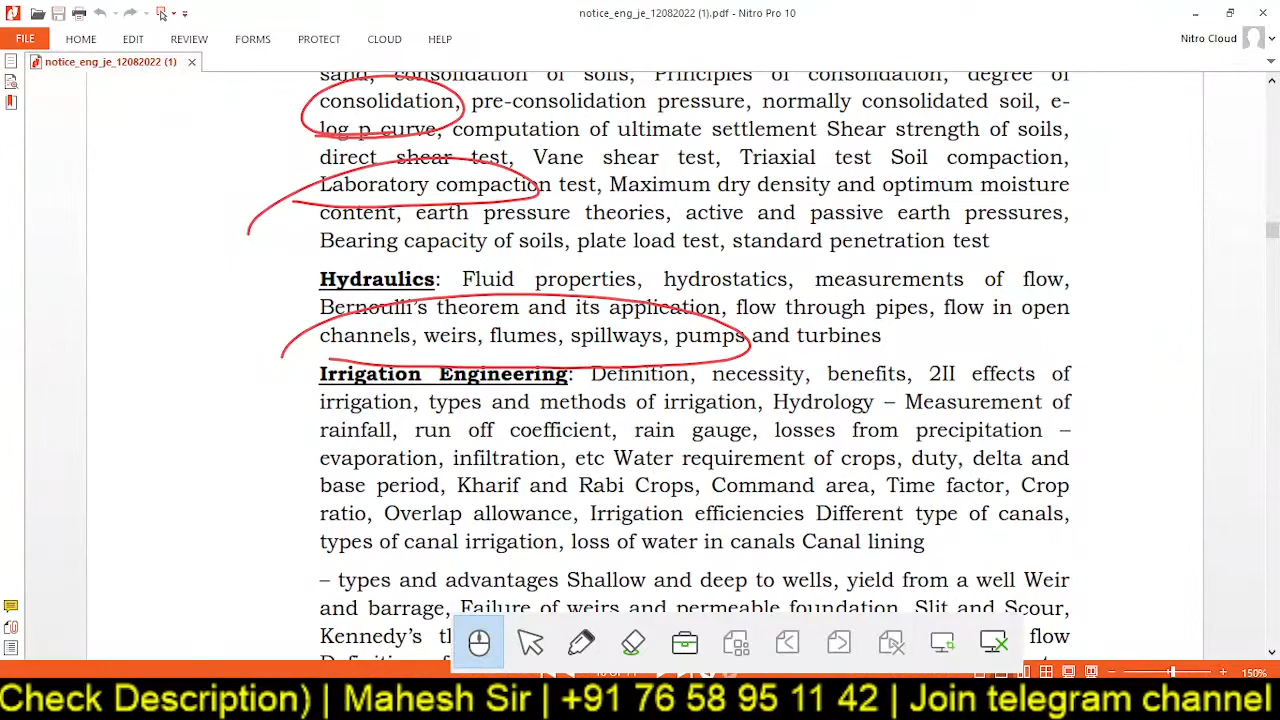 notice_eng_je_12082022 (1).pdf - Nitro Pro 10
FILE HOME EDIT REVIEW FORMS PROTECT CLOUD HELP Nitro Cloud
notice_eng_je_12082022 (1)
sand, consolidation of soils, Principles of consolidation, degree of
consolidation, pre-consolidation pressure, normally consolidated soil, e-
log p curve, computation of ultimate settlement Shear strength of soils,
direct shear test, Vane shear test, Triaxial test Soil compaction,
Laboratory compaction test, Maximum dry density and optimum moisture
content, earth pressure theories, active and passive earth pressures,
Bearing capacity of soils, plate load test, standard penetration test
Hydraulics: Fluid properties, hydrostatics, measurements of flow,
Bernoulli's theorem and its application, flow through pipes, flow in open
channels, weirs, flumes, spillways, pumps and turbines
Irrigation Engineering: Definition, necessity, benefits, 2II effects of
irrigation, types and methods of irrigation, Hydrology – Measurement of
rainfall, run off coefficient, rain gauge, losses from precipitation –
evaporation, infiltration, etc Water requirement of crops, duty, delta and
base period, Kharif and Rabi Crops, Command area, Time factor, Crop
ratio, Overlap allowance, Irrigation efficiencies Different type of canals,
types of canal irrigation, loss of water in canals Canal lining
– types and advantages Shallow and deep to wells, yield from a well Weir
and barrage, Failure of weirs and permeable foundation, Slit and Scour,
Kennedy's flow
150%
Check Description) | Mahesh Sir | +91 76 58 95 11 42 | Join telegram channel